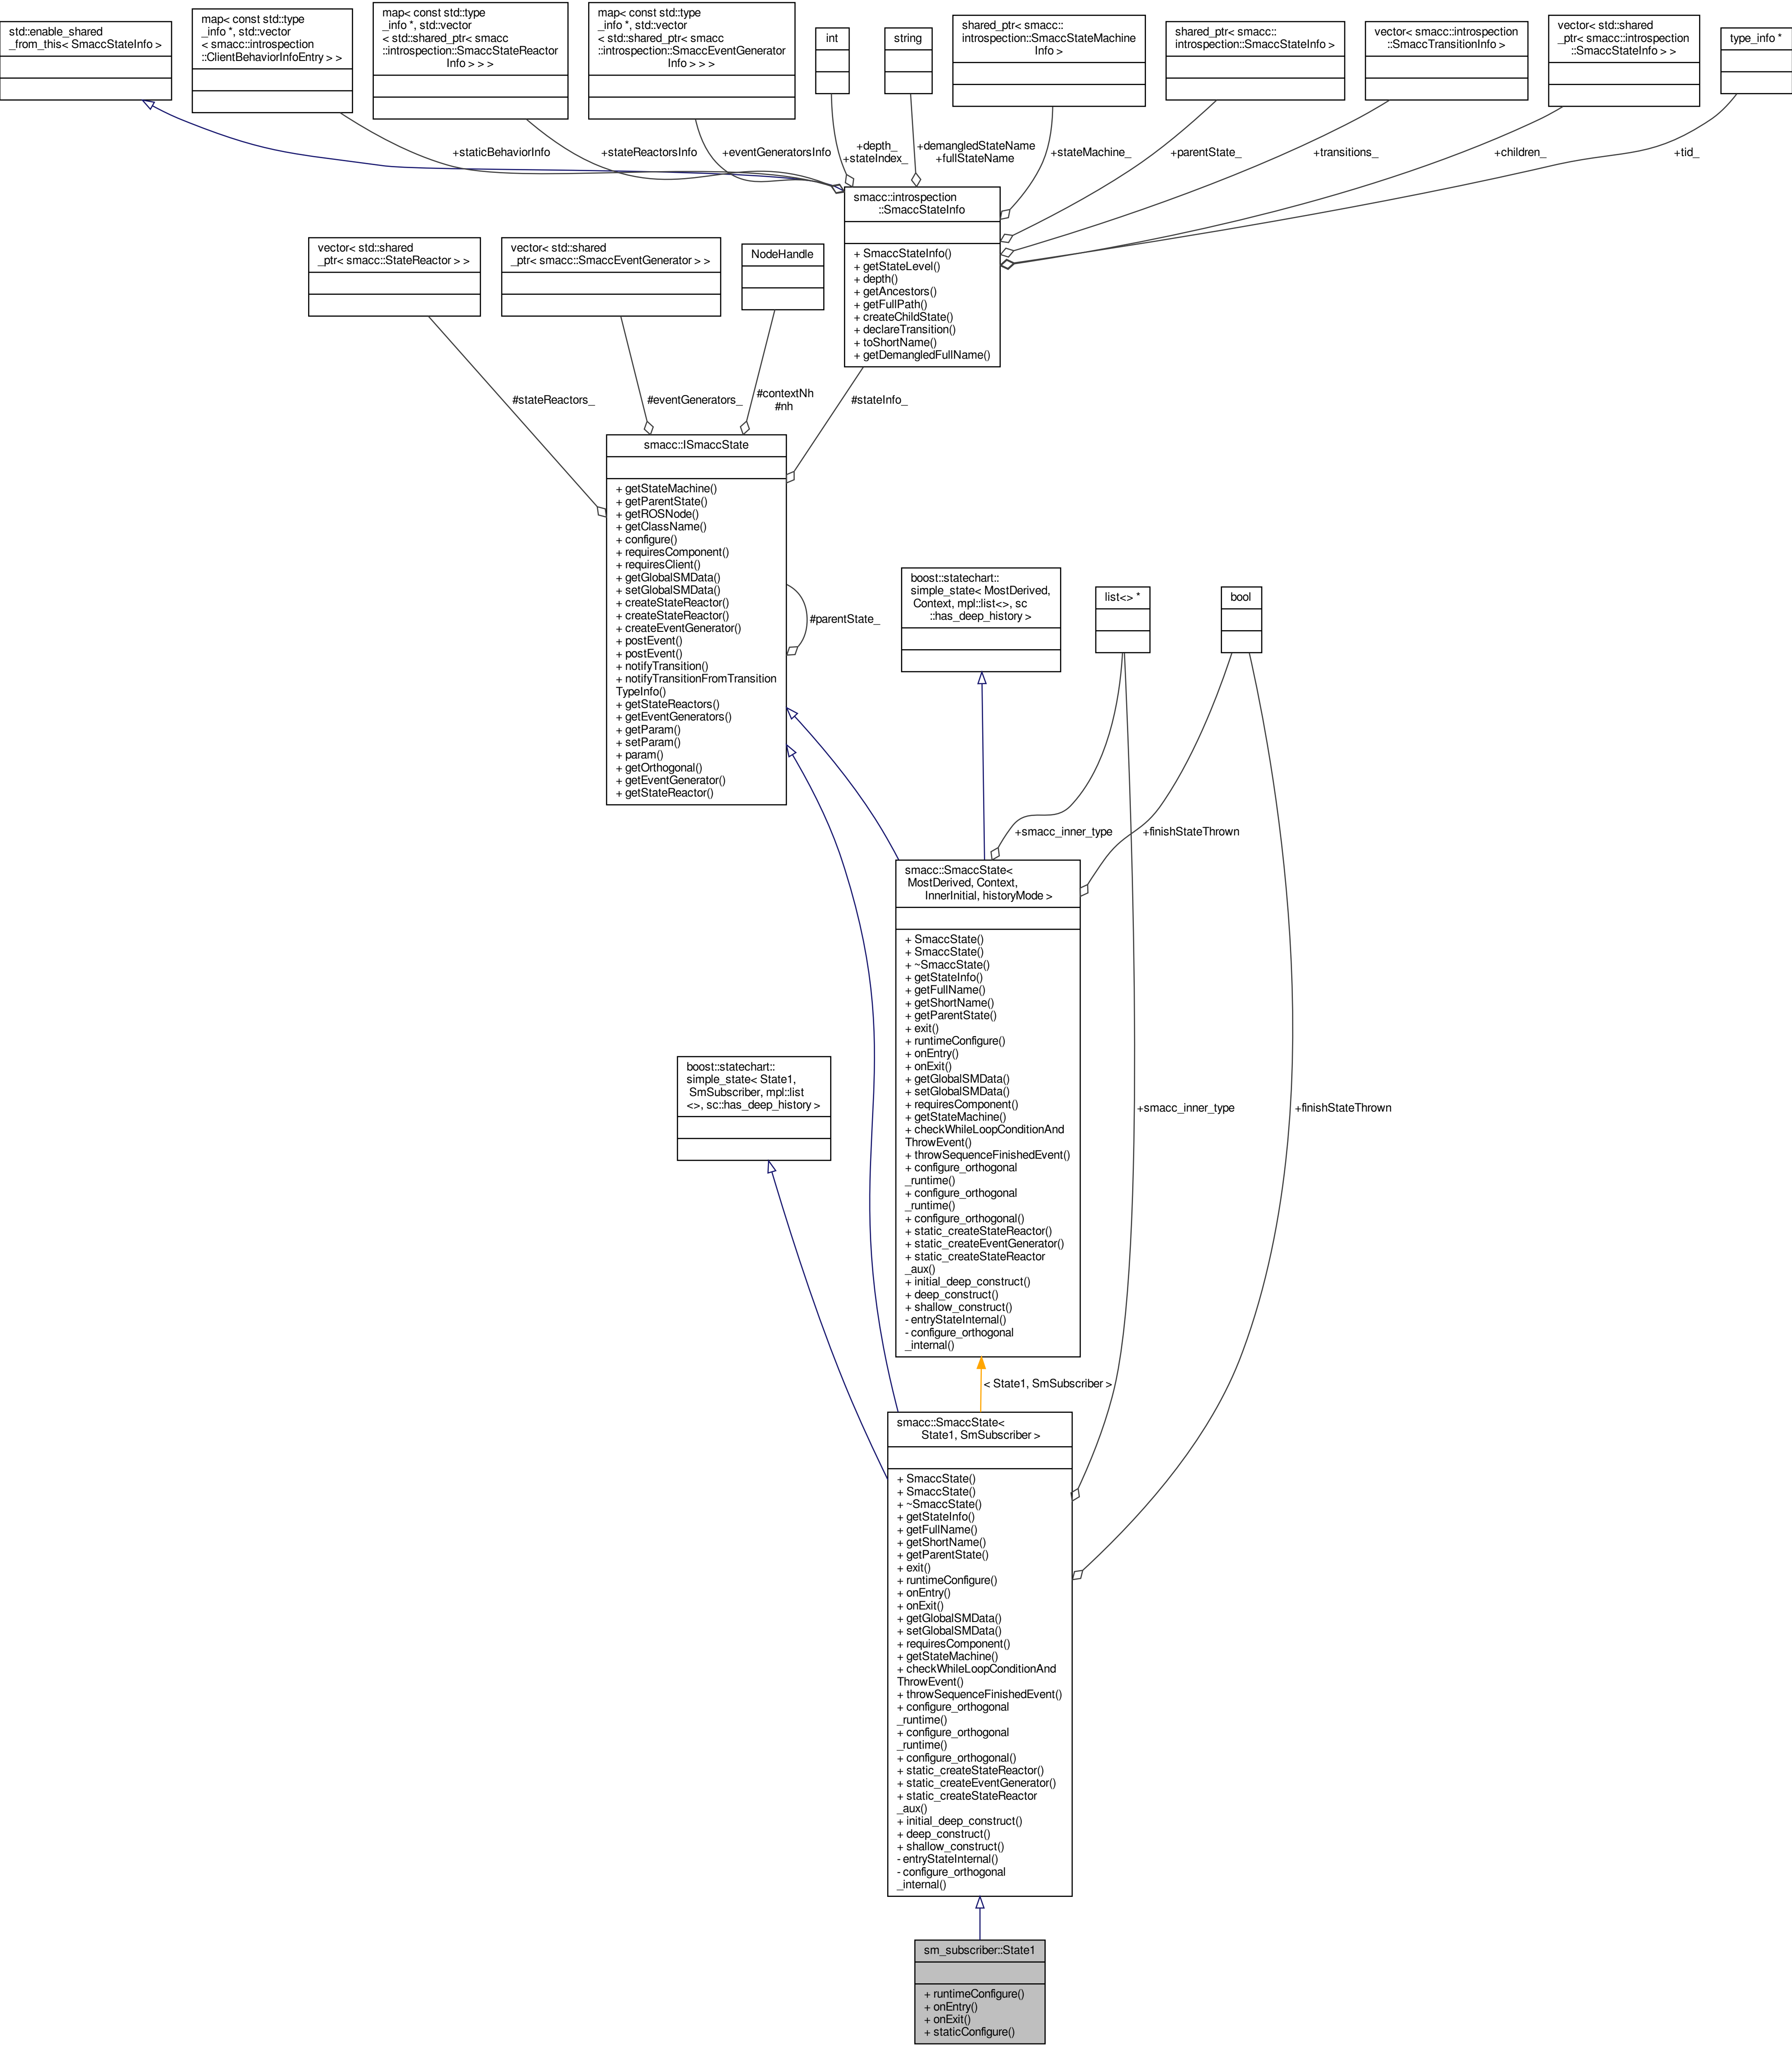 std::enable_shared
_from_this< SmaccStateInfo >
map< const std::type
_info *, std::vector
< smacc::introspection
::ClientBehaviorInfoEntry > >
map< const std::type
_info *, std::vector
< std::shared_ptr< smacc
::introspection::SmaccStateReactor
Info > > >
map< const std::type
_info *, std::vector
< std::shared_ptr< smacc
::introspection::SmaccEventGenerator
Info > > >
int
string
shared_ptr< smacc::
introspection::SmaccStateMachine
Info >
shared_ptr< smacc::
introspection::SmaccStateInfo >
vector< smacc::introspection
::SmaccTransitionInfo >
vector< std::shared
_ptr< smacc::introspection
::SmaccStateInfo > >
type_info *
+staticBehaviorInfo
+stateReactorsInfo
+eventGeneratorsInfo
+depth_
+stateIndex_
+demangledStateName
+fullStateName
+stateMachine_
+parentState_
+transitions_
+children_
+tid_
smacc::introspection
::SmaccStateInfo
+ SmaccStateInfo()
+ getStateLevel()
+ depth()
+ getAncestors()
+ getFullPath()
+ createChildState()
+ declareTransition()
+ toShortName()
+ getDemangledFullName()
vector< std::shared
_ptr< smacc::StateReactor > >
vector< std::shared
_ptr< smacc::SmaccEventGenerator > >
NodeHandle
#stateReactors_
#eventGenerators_
#contextNh
#nh
#stateInfo_
smacc::ISmaccState
+ getStateMachine()
+ getParentState()
+ getROSNode()
+ getClassName()
+ configure()
+ requiresComponent()
+ requiresClient()
+ getGlobalSMData()
+ setGlobalSMData()
+ createStateReactor()
+ createStateReactor()
+ createEventGenerator()
+ postEvent()
+ postEvent()
+ notifyTransition()
+ notifyTransitionFromTransition
TypeInfo()
+ getStateReactors()
+ getEventGenerators()
+ getParam()
+ setParam()
+ param()
+ getOrthogonal()
+ getEventGenerator()
+ getStateReactor()
#parentState_
boost::statechart::
simple_state< MostDerived,
Context, mpl::list<>, sc
::has_deep_history >
list<> *
bool
+smacc_inner_type
+finishStateThrown
smacc::SmaccState<
MostDerived, Context,
InnerInitial, historyMode >
+ SmaccState()
+ SmaccState()
+ ~SmaccState()
+ getStateInfo()
+ getFullName()
+ getShortName()
+ getParentState()
+ exit()
+ runtimeConfigure()
+ onEntry()
+ onExit()
+ getGlobalSMData()
+ setGlobalSMData()
+ requiresComponent()
+ getStateMachine()
+ checkWhileLoopConditionAnd
ThrowEvent()
+ throwSequenceFinishedEvent()
+ configure_orthogonal
_runtime()
+ configure_orthogonal
_runtime()
+ configure_orthogonal()
+ static_createStateReactor()
+ static_createEventGenerator()
+ static_createStateReactor
_aux()
+ initial_deep_construct()
+ deep_construct()
+ shallow_construct()
- entryStateInternal()
- configure_orthogonal
_internal()
boost::statechart::
simple_state< State1,
SmSubscriber, mpl::list
<>, sc::has_deep_history >
+smacc_inner_type
+finishStateThrown
< State1, SmSubscriber >
smacc::SmaccState<
State1, SmSubscriber >
+ SmaccState()
+ SmaccState()
+ ~SmaccState()
+ getStateInfo()
+ getFullName()
+ getShortName()
+ getParentState()
+ exit()
+ runtimeConfigure()
+ onEntry()
+ onExit()
+ getGlobalSMData()
+ setGlobalSMData()
+ requiresComponent()
+ getStateMachine()
+ checkWhileLoopConditionAnd
ThrowEvent()
+ throwSequenceFinishedEvent()
+ configure_orthogonal
_runtime()
+ configure_orthogonal
_runtime()
+ configure_orthogonal()
+ static_createStateReactor()
+ static_createEventGenerator()
+ static_createStateReactor
_aux()
+ initial_deep_construct()
+ deep_construct()
+ shallow_construct()
- entryStateInternal()
- configure_orthogonal
_internal()
sm_subscriber::State1
+ runtimeConfigure()
+ onEntry()
+ onExit()
+ staticConfigure()